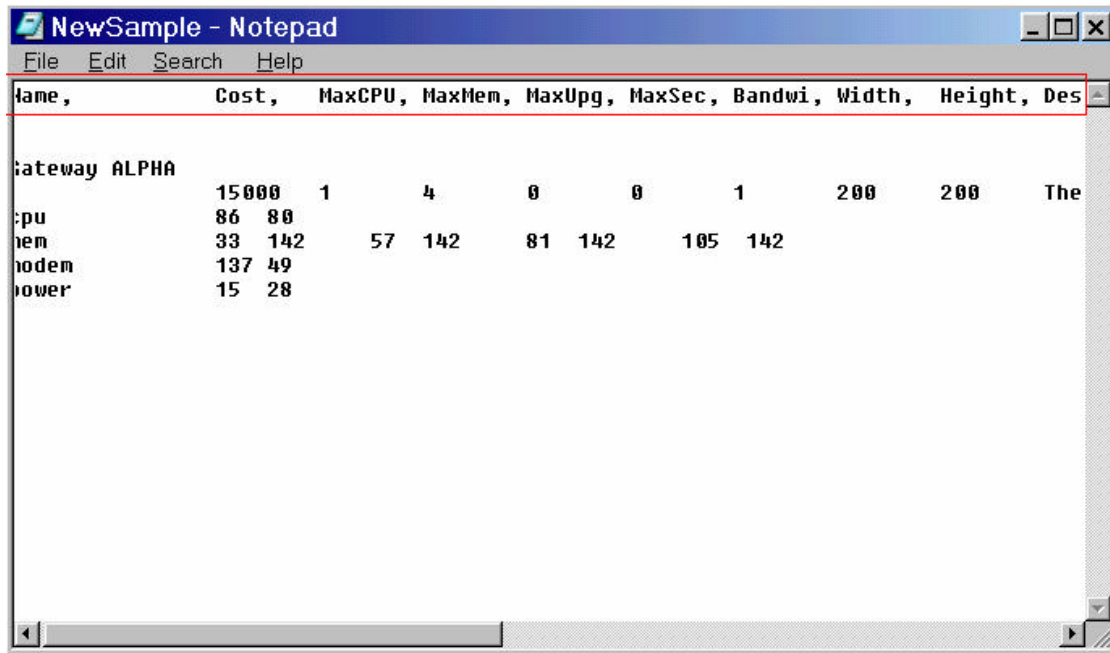 NewSample - Notepad
File Edit Search Help
Name, Cost, MaxCPU, MaxMem, MaxUpg, MaxSec, Bandwi, Width, Height, Des
Gateway ALPHA
15000 1 4 0 0 1 200 200 The
cpu 86 80
mem 33 142 57 142 81 142 105 142
modem 137 49
power 15 28